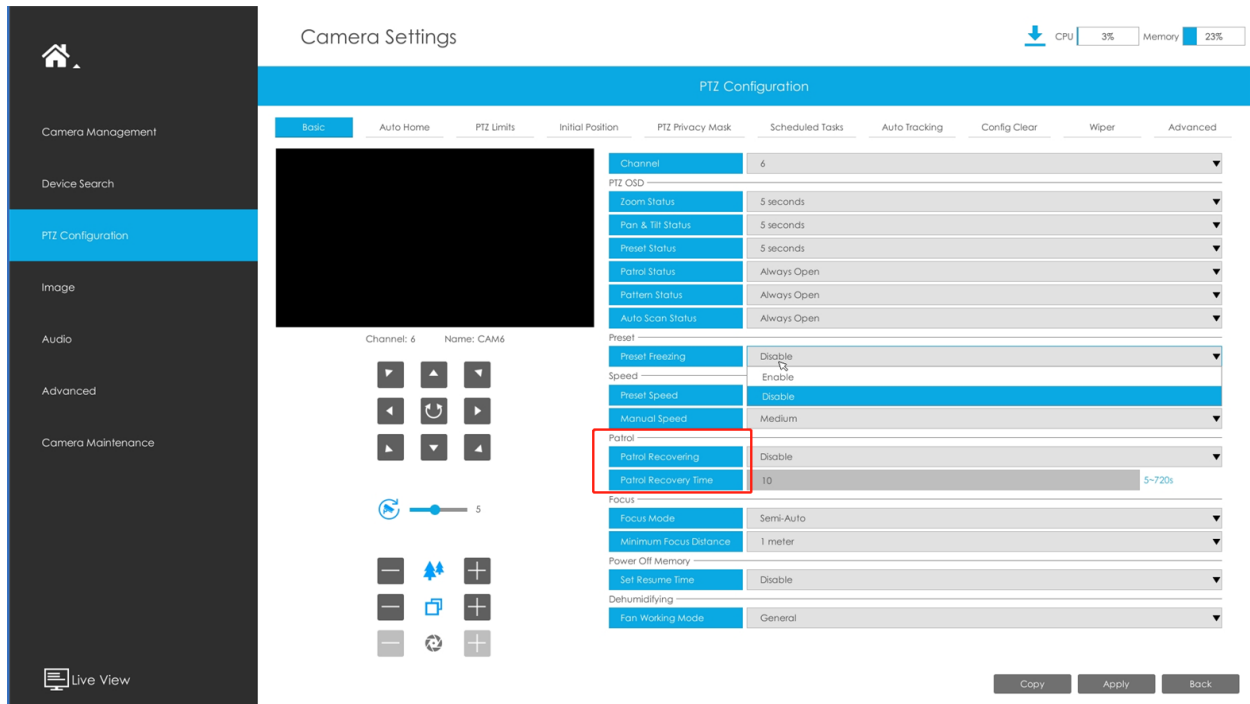 Camera Settings
CPU 3% Memory 23%
PTZ Configuration
Camera Management
Device Search
PTZ Configuration
Image
Audio
Advanced
Camera Maintenance
Live View
Basic Auto Home PTZ Limits Initial Position PTZ Privacy Mask Scheduled Tasks Auto Tracking Config Clear Wiper Advanced
Channel: 6 Name: CAM6
5
Channel 6
PTZ OSD
Zoom Status 5 seconds
Pan & Tilt Status 5 seconds
Preset Status 5 seconds
Patrol Status Always Open
Pattern Status Always Open
Auto Scan Status Always Open
Preset
Preset Freezing Disable
Speed Enable
Preset Speed Disable
Manual Speed Medium
Patrol
Patrol Recovering Disable
Patrol Recovery Time 10 5~720s
Focus
Focus Mode Semi-Auto
Minimum Focus Distance 1 meter
Power Off Memory
Set Resume Time Disable
Dehumidifying
Fan Working Mode General
Copy Apply Back